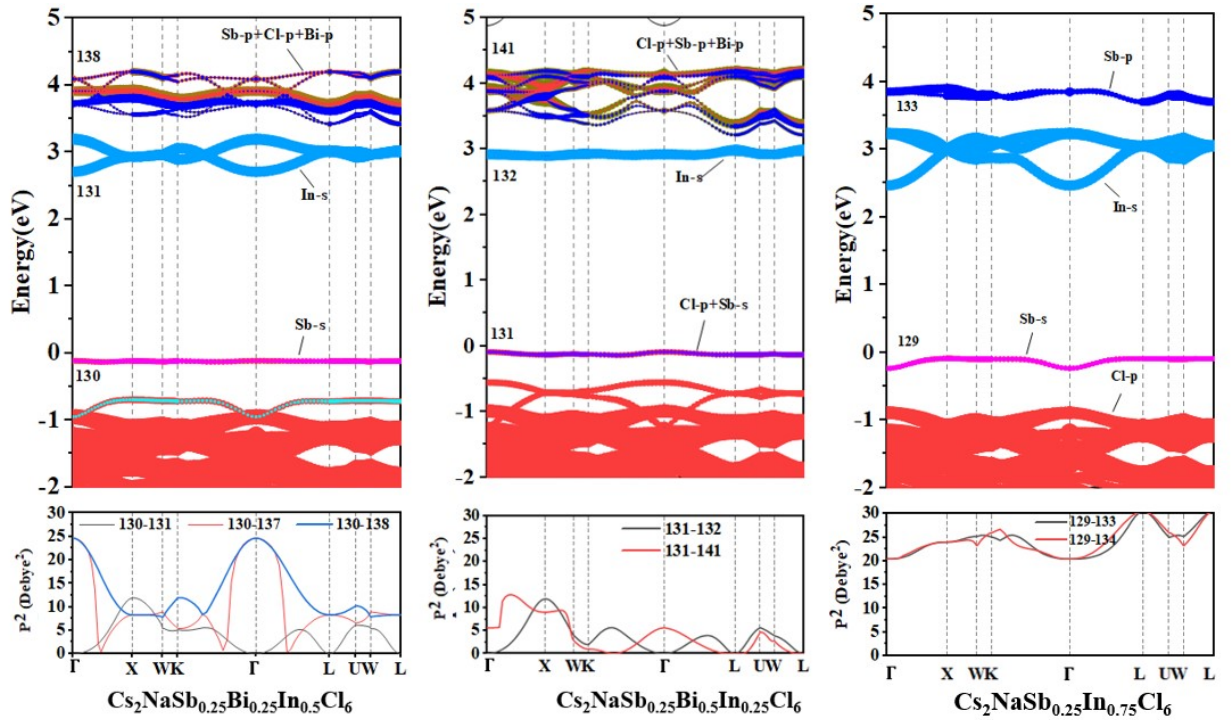 5
4
3
2
1
0
-1
-2
Energy(eV)
138
Sb-p+Cl-p+Bi-p
131
In-s
Sb-s
130
5
4
3
2
1
0
-1
-2
Energy(eV)
141
Cl-p+Sb-p+Bi-p
132
In-s
Cl-p+Sb-s
131
5
4
3
2
1
0
-1
-2
Energy(eV)
Sb-p
133
In-s
129
Sb-s
Cl-p
30
25
20
15
10
5
0
P² (Debye²)
130-131 130-137 130-138
Γ X W K Γ L U W L
Cs₂NaSb₀.₂₅Bi₀.₂₅In₀.₅Cl₆
30
25
20
15
10
5
0
P² (Debye²)
131-132
131-141
Γ X W K Γ L U W L
Cs₂NaSb₀.₂₅Bi₀.₅In₀.₂₅Cl₆
30
25
20
15
10
5
0
P² (Debye²)
129-133
129-134
Γ X W K Γ L U W L
Cs₂NaSb₀.₂₅In₀.₇₅Cl₆